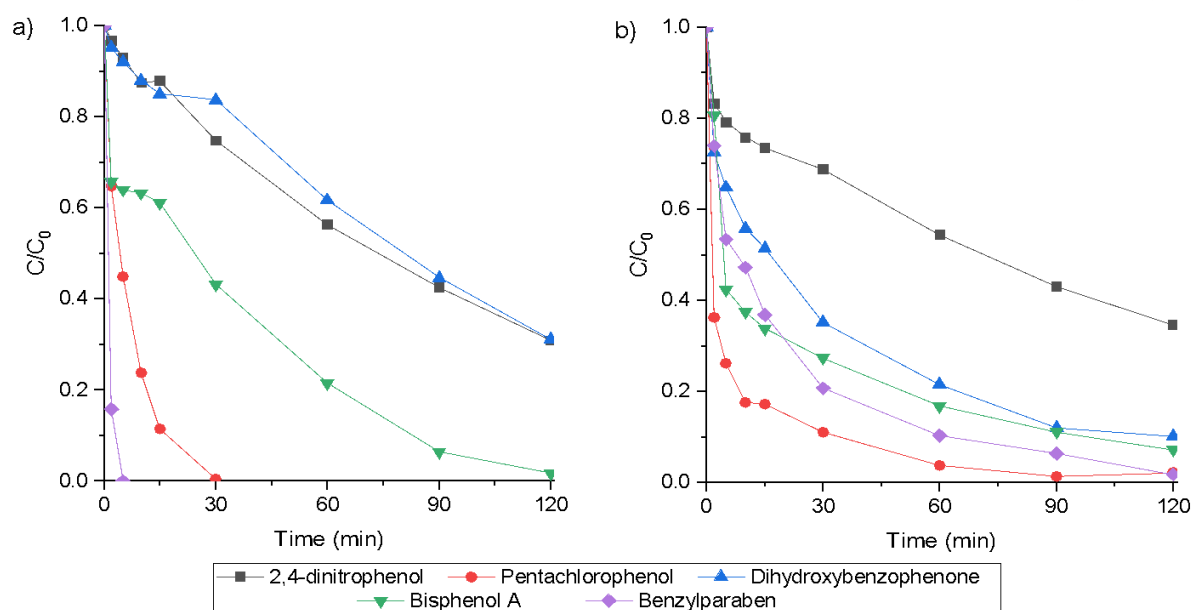 a)
C/C0
1.0
0.8
0.6
0.4
0.2
0.0
0 30 60 90 120
Time (min)
b)
C/C0
1.0
0.8
0.6
0.4
0.2
0.0
0 30 60 90 120
Time (min)
2,4-dinitrophenol Pentachlorophenol Dihydroxybenzophenone
Bisphenol A Benzylparaben